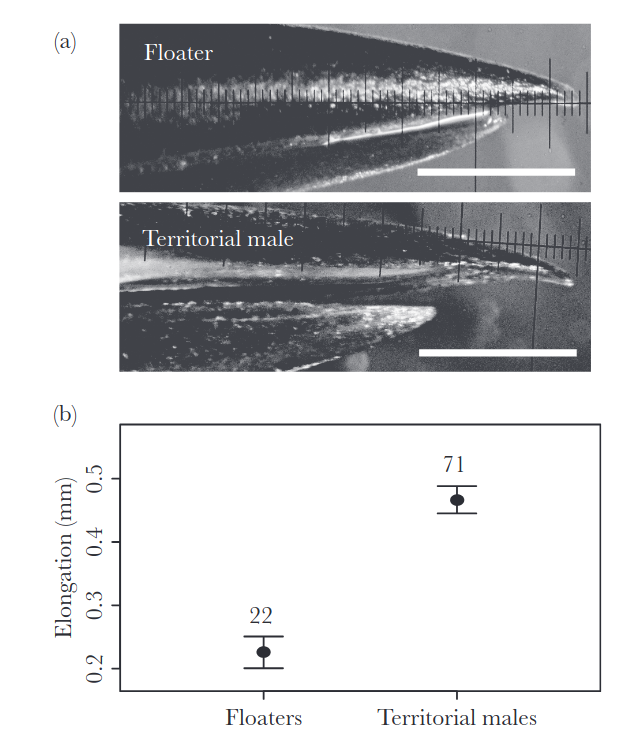 (a)
Floater
Territorial male
(b)
Elongation (mm)
0.5
0.4
0.3
0.2
71
22
Floaters
Territorial males